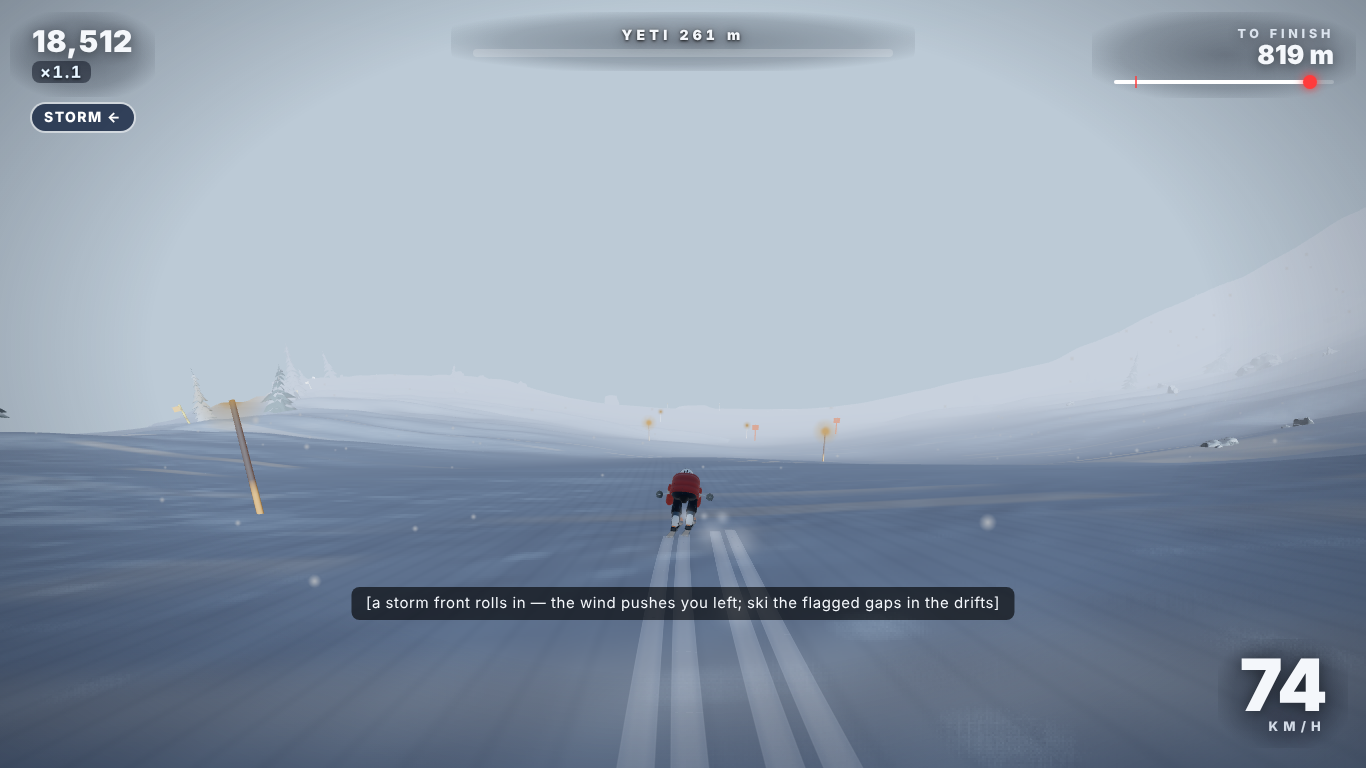 18,512
×1.1
STORM ←
YETI 261 m
TO FINISH
819 m
[a storm front rolls in — the wind pushes you left; ski the flagged gaps in the drifts]
74
KM/H